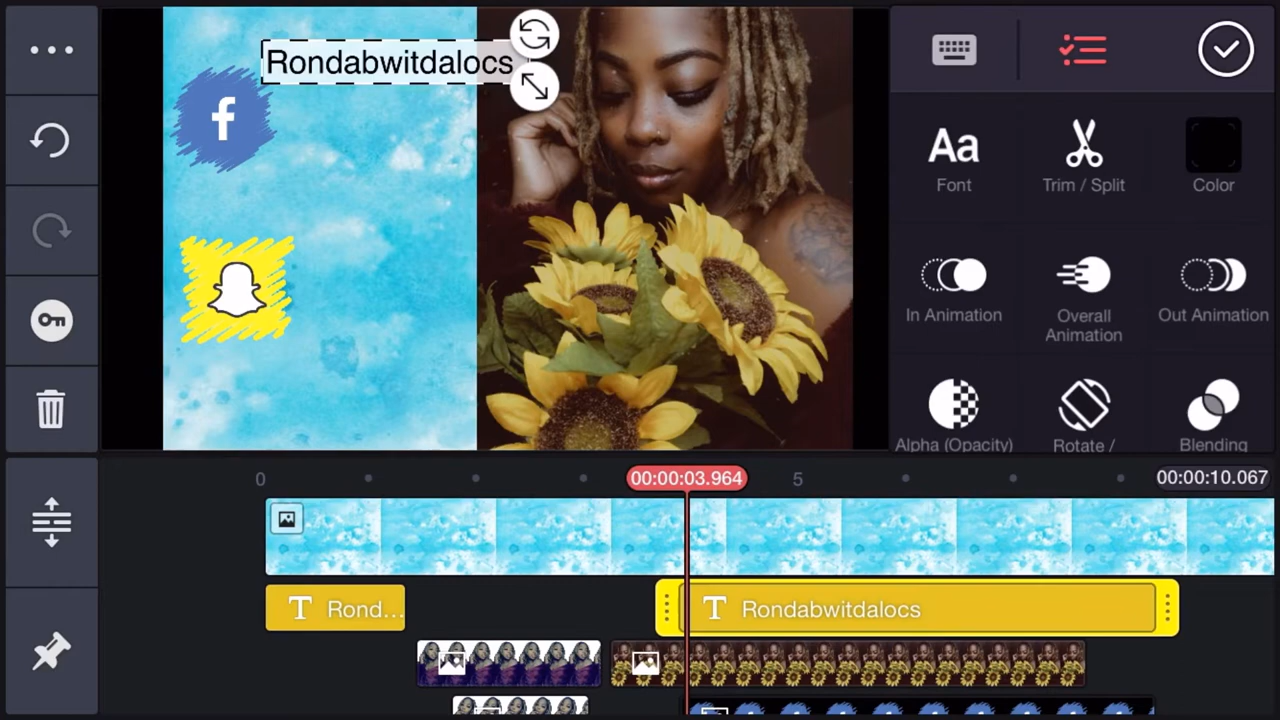 Rondabwitdalocs
f
Aa
Font
Trim / Split
Color
In Animation
Overall
Animation
Out Animation
Alpha (Opacity)
Rotate /
Blending
0
00:00:03.964
5
00:00:10.067
T Rond...
T Rondabwitdalocs